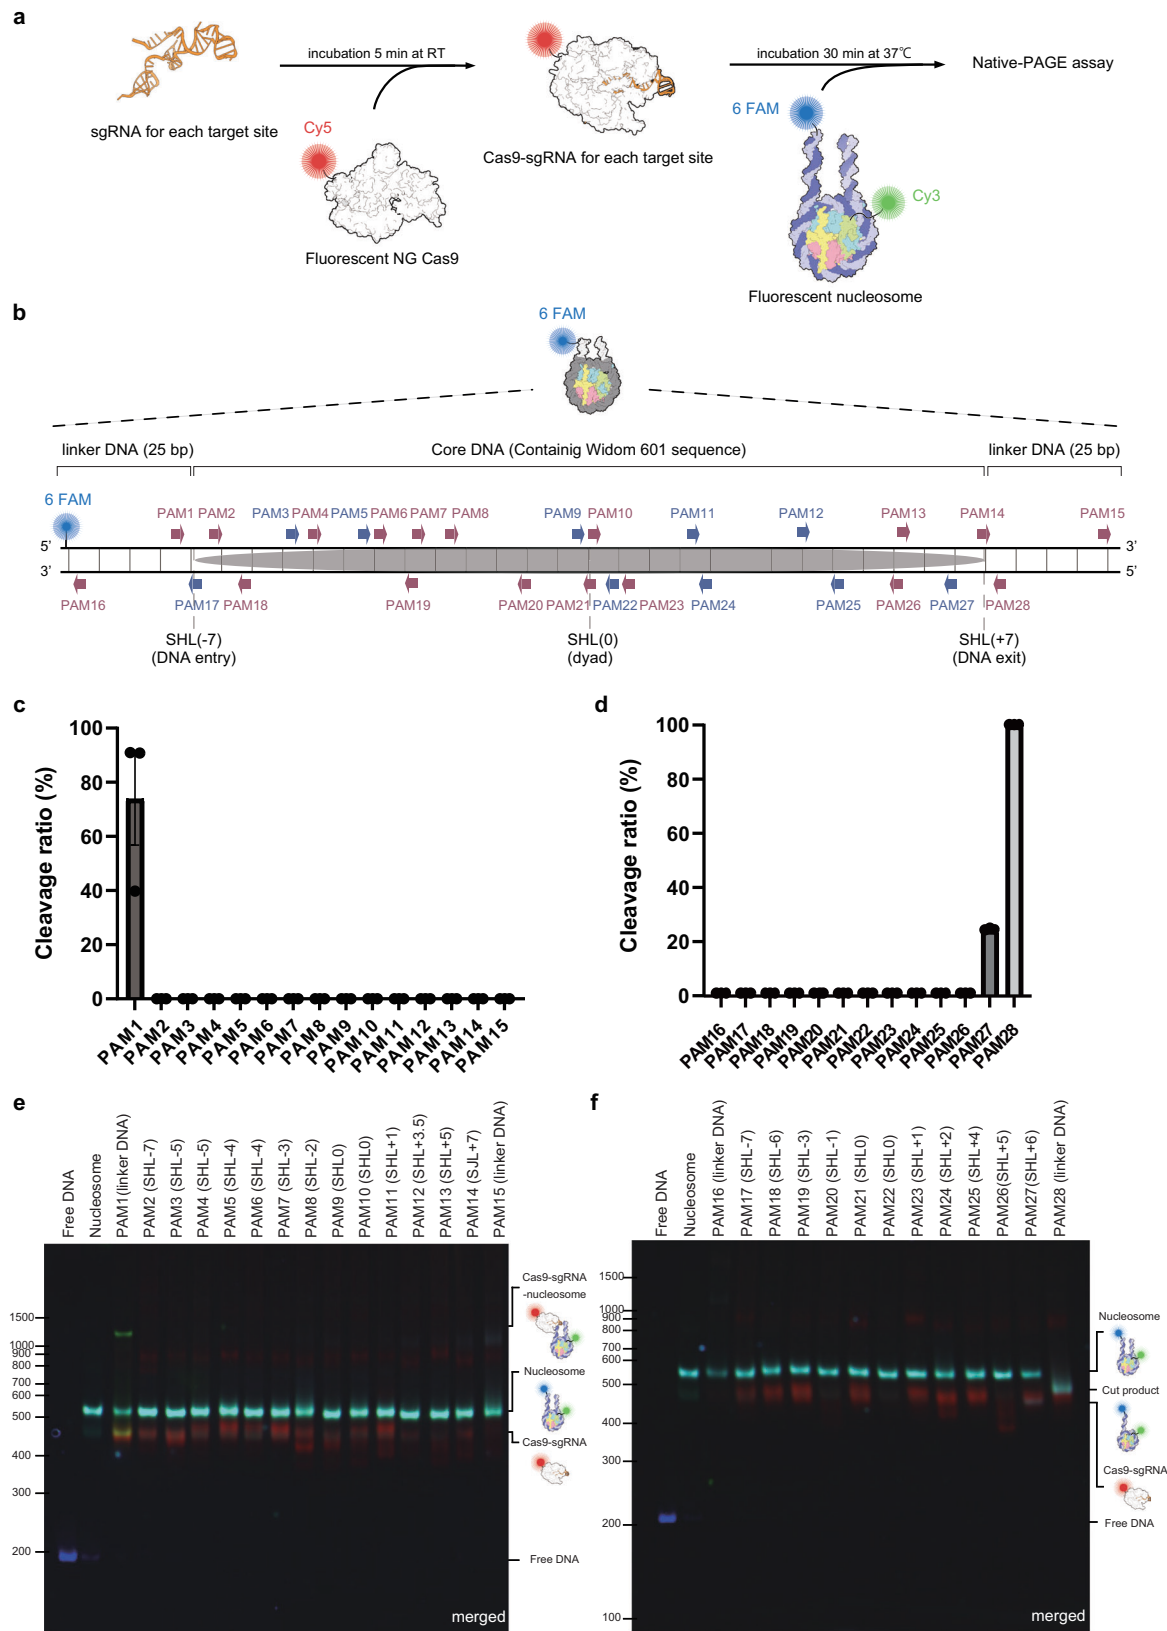 a
incubation 5 min at RT
incubation 30 min at 37℃
Native-PAGE assay
6 FAM
sgRNA for each target site
Cy5
Cas9-sgRNA for each target site
Cy3
Fluorescent NG Cas9
Fluorescent nucleosome
b
6 FAM
linker DNA (25 bp)
Core DNA (Containig Widom 601 sequence)
linker DNA (25 bp)
6 FAM
PAM1 PAM2 PAM3 PAM4 PAM5 PAM6 PAM7 PAM8 PAM9 PAM10 PAM11 PAM12 PAM13 PAM14 PAM15
5’ 3’
3’ 5’
PAM16 PAM17 PAM18 PAM19 PAM20 PAM21 PAM22 PAM23 PAM24 PAM25 PAM26 PAM27 PAM28
SHL(-7) SHL(0) SHL(+7)
(DNA entry) (dyad) (DNA exit)
c
Cleavage ratio (%)
100
80
60
40
20
0
PAM1 PAM2 PAM3 PAM4 PAM5 PAM6 PAM7 PAM8 PAM9 PAM10 PAM11 PAM12 PAM13 PAM14 PAM15
d
Cleavage ratio (%)
100
80
60
40
20
0
PAM16 PAM17 PAM18 PAM19 PAM20 PAM21 PAM22 PAM23 PAM24 PAM25 PAM26 PAM27 PAM28
e
Free DNA
Nucleosome
PAM1 (linker DNA)
PAM2 (SHL-7)
PAM3 (SHL-5)
PAM4 (SHL-5)
PAM5 (SHL-4)
PAM6 (SHL-4)
PAM7 (SHL-3)
PAM8 (SHL-2)
PAM9 (SHL0)
PAM10 (SHL0)
PAM11 (SHL+1)
PAM12 (SHL+3.5)
PAM13 (SHL+5)
PAM14 (SJL+7)
PAM15 (linker DNA)
1500
1000
900
800
700
600
500
400
300
200
Cas9-sgRNA
-nucleosome
Nucleosome
Cas9-sgRNA
Free DNA
merged
f
Free DNA
Nucleosome
PAM16 (linker DNA)
PAM17 (SHL-7)
PAM18 (SHL-6)
PAM19 (SHL-3)
PAM20 (SHL-1)
PAM21 (SHL0)
PAM22 (SHL0)
PAM23 (SHL+1)
PAM24 (SHL+2)
PAM25 (SHL+4)
PAM26(SHL+5)
PAM27(SHL+6)
PAM28 (linker DNA)
1500
1000
900
800
700
600
500
400
300
200
100
Nucleosome
Cut product
Cas9-sgRNA
Free DNA
merged